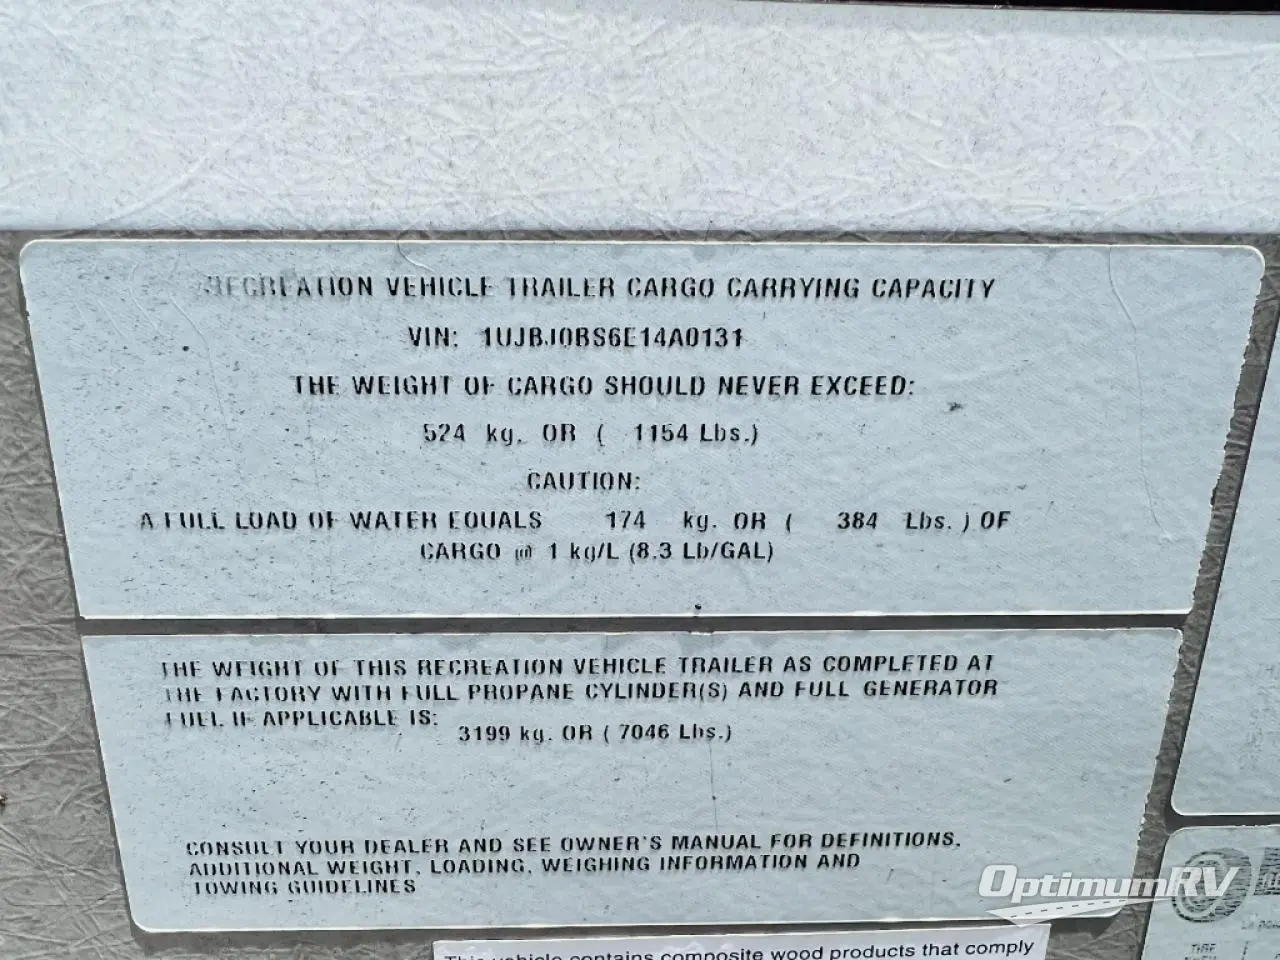 RECREATION VEHICLE TRAILER CARGO CARRYING CAPACITY
VIN: 1UJBJ0BS6E14A0131
THE WEIGHT OF CARGO SHOULD NEVER EXCEED:
524 kg. OR ( 1154 Lbs.)
CAUTION:
A FULL LOAD OF WATER EQUALS 174 kg. OR ( 384 Lbs. ) OF
CARGO @ 1 kg/L (8.3 Lb/GAL)
THE WEIGHT OF THIS RECREATION VEHICLE TRAILER AS COMPLETED AT
THE FACTORY WITH FULL PROPANE CYLINDER(S) AND FULL GENERATOR
FUEL IF APPLICABLE IS:
3199 kg. OR ( 7046 Lbs.)
CONSULT YOUR DEALER AND SEE OWNER'S MANUAL FOR DEFINITIONS,
ADDITIONAL WEIGHT, LOADING, WEIGHING INFORMATION AND
TOWING GUIDELINES
OptimumRV
This vehicle contains composite wood products that comply
TIRE